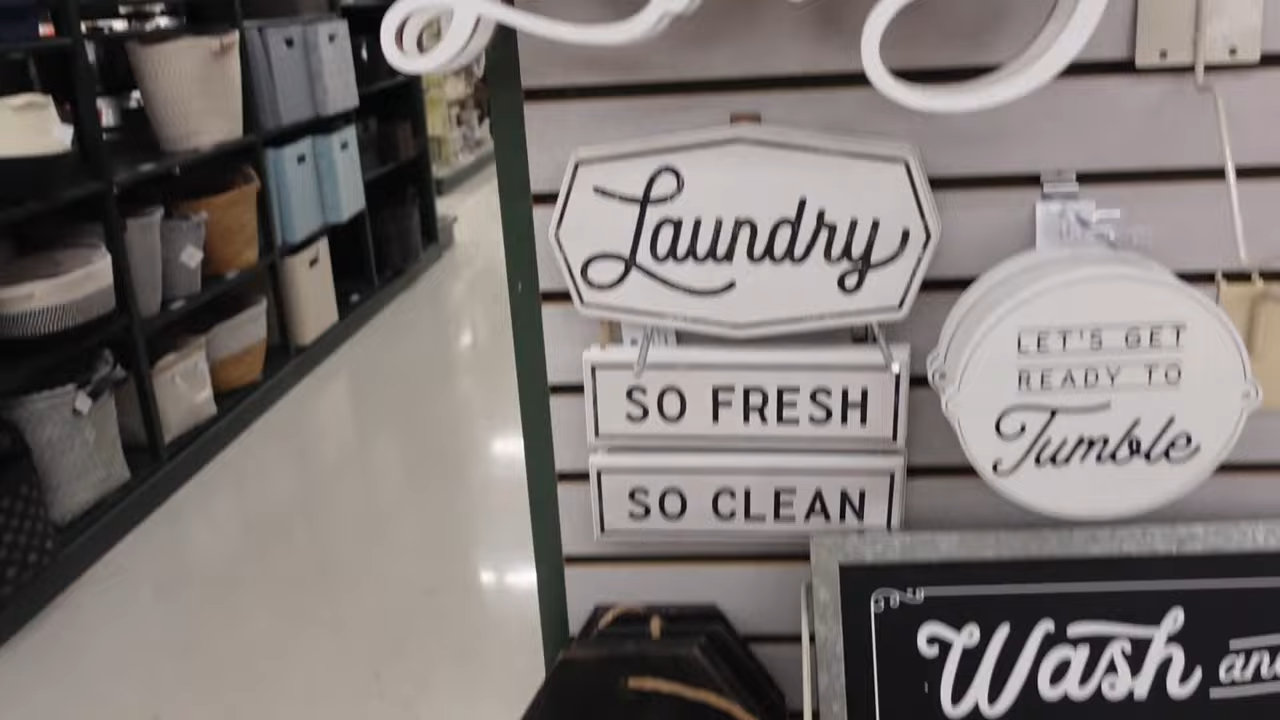 Laundry
SO FRESH
SO CLEAN
LET'S GET
READY TO
Tumble
Wash